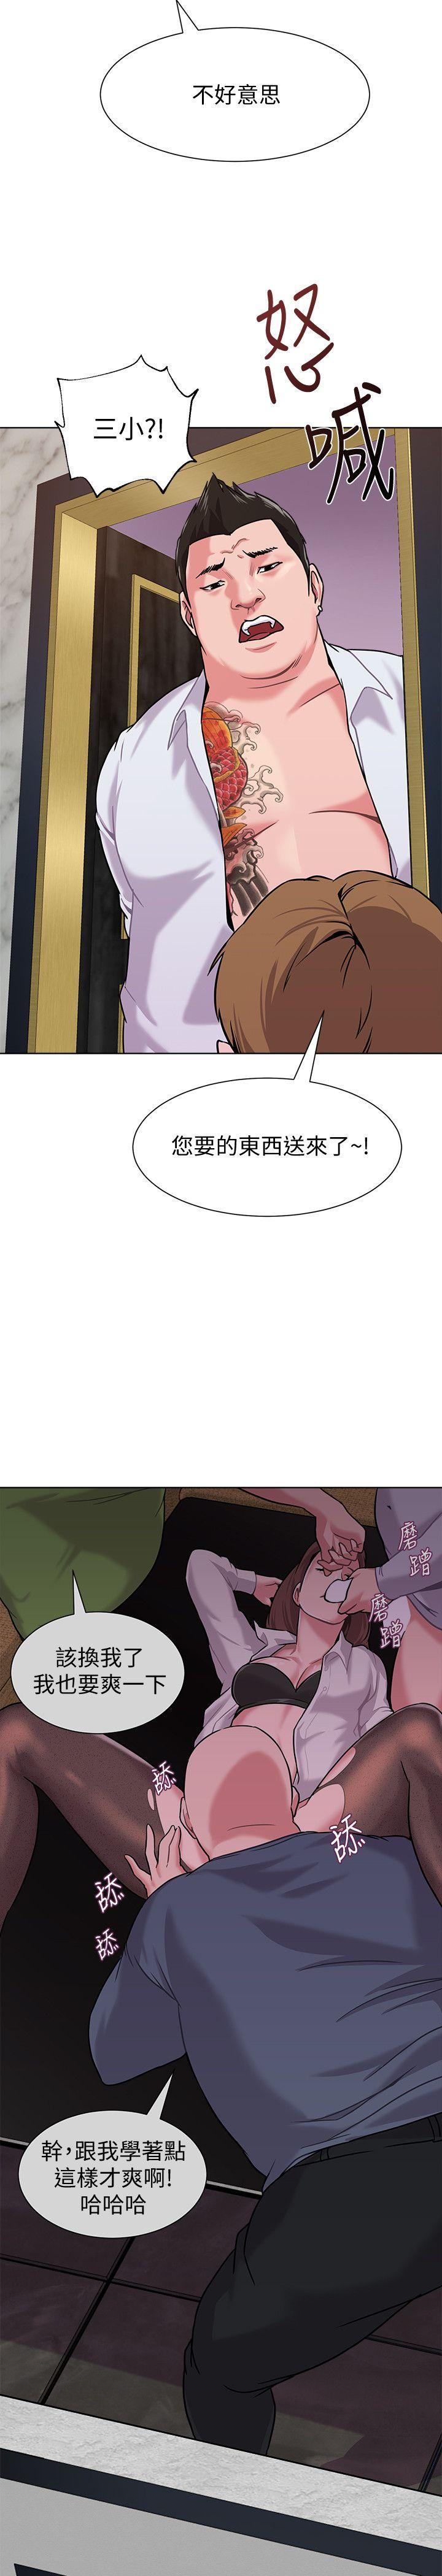 不好意思
怒
喊
三小?!
您要的東西送來了~!
磨蹭
磨蹭
該換我了
我也要爽一下
舔
舔
舔
舔
幹,跟我學著點
這樣才爽啊!
哈哈哈